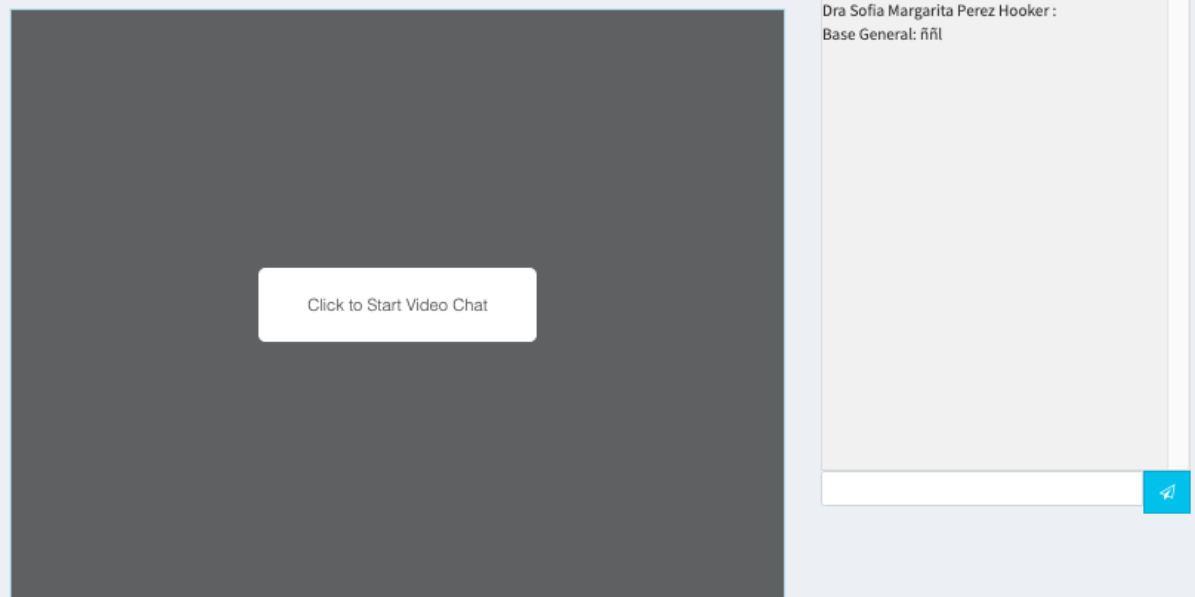 Dra Sofia Margarita Perez Hooker :
Base General: ññl
Click to Start Video Chat